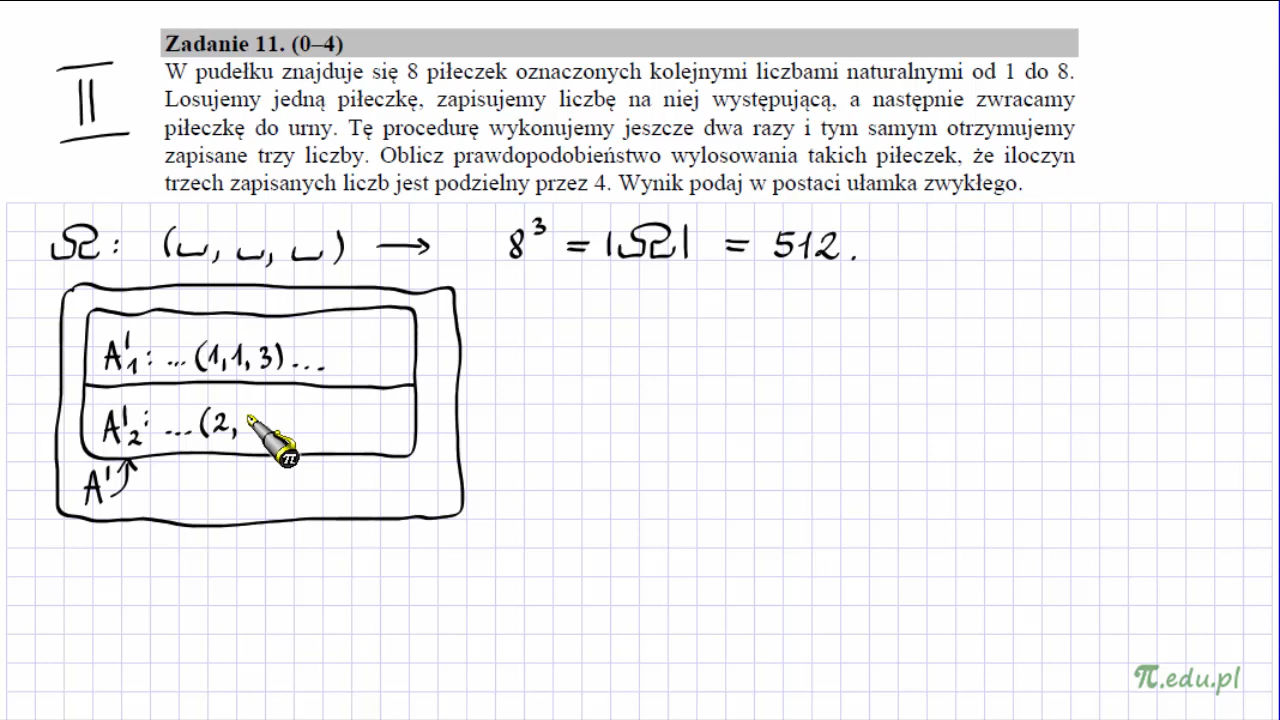 II
Zadanie 11. (0–4)
W pudełku znajduje się 8 piłeczek oznaczonych kolejnymi liczbami naturalnymi od 1 do 8.
Losujemy jedną piłeczkę, zapisujemy liczbę na niej występującą, a następnie zwracamy
piłeczkę do urny. Tę procedurę wykonujemy jeszcze dwa razy i tym samym otrzymujemy
zapisane trzy liczby. Oblicz prawdopodobieństwo wylosowania takich piłeczek, że iloczyn
trzech zapisanych liczb jest podzielny przez 4. Wynik podaj w postaci ułamka zwykłego.
Ω: (␣, ␣, ␣) → 8³ = |Ω| = 512.
A'₁: ... (1, 1, 3) ...
A'₂: ... (2,
A'
π.edu.pl